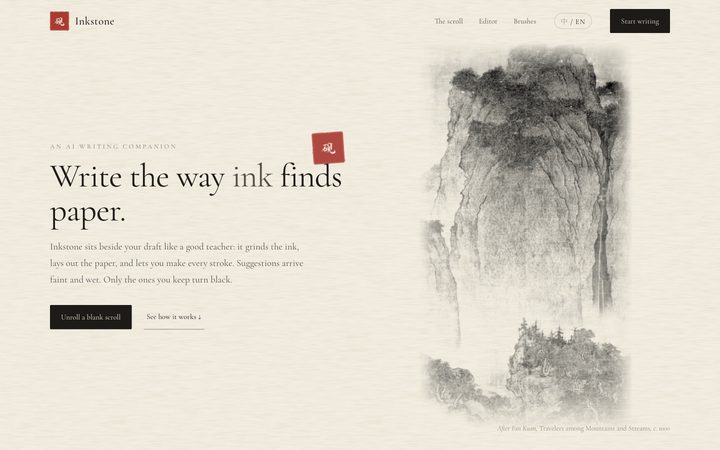 硯 Inkstone
The scroll
Editor
Brushes
中 / EN
Start writing
AN AI WRITING COMPANION
硯
Write the way ink finds
paper.
Inkstone sits beside your draft like a good teacher: it grinds the ink,
lays out the paper, and lets you make every stroke. Suggestions arrive
faint and wet. Only the ones you keep turn black.
Unroll a blank scroll
See how it works ↓
After Fan Kuan, Travelers among Mountains and Streams, c. 1000